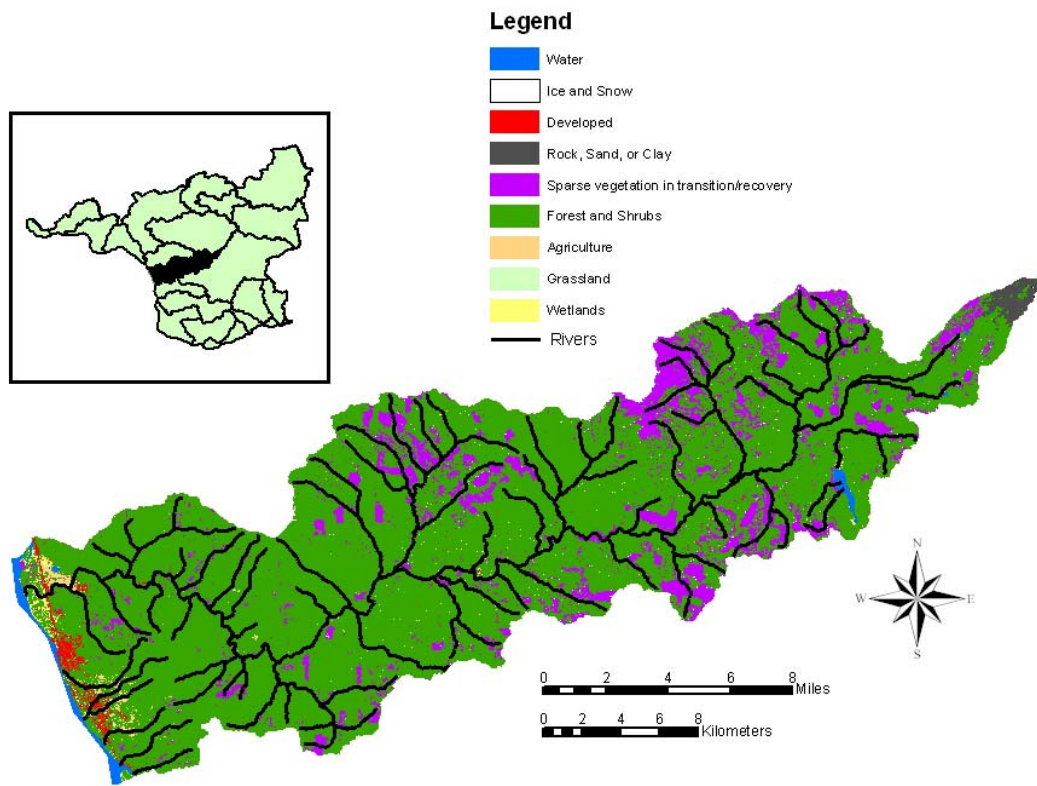 Legend
Water
Ice and Snow
Developed
Rock, Sand, or Clay
Sparse vegetation in transition/recovery
Forest and Shrubs
Agriculture
Grassland
Wetlands
Rivers
N
W E
S
0 2 4 6 8
Miles
0 2 4 6 8
Kilometers